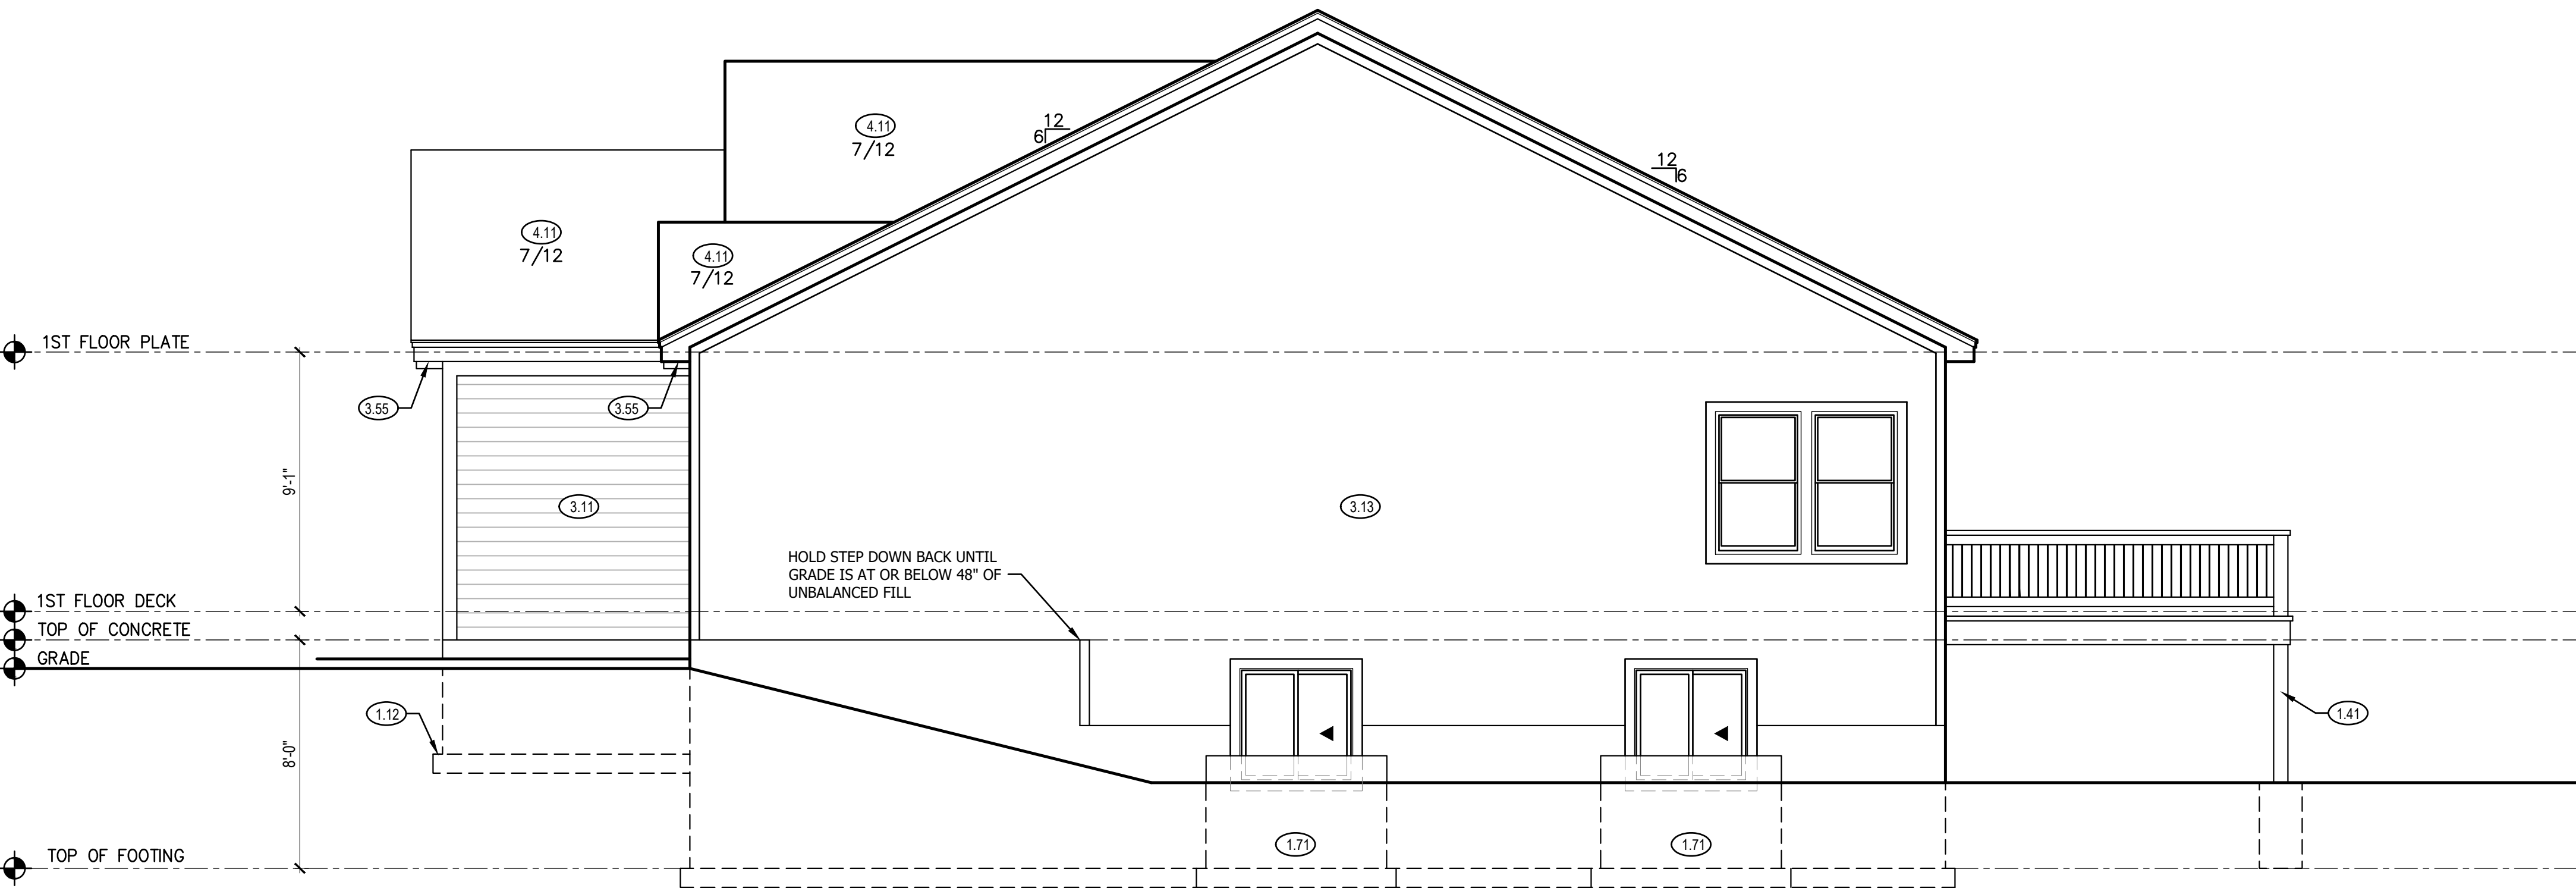 12
6
4.11
7/12
12
6
4.11
7/12
4.11
7/12
1ST FLOOR PLATE
3.55
3.55
9'-1"
3.11
3.13
HOLD STEP DOWN BACK UNTIL
GRADE IS AT OR BELOW 48" OF
UNBALANCED FILL
1ST FLOOR DECK
TOP OF CONCRETE
GRADE
1.12
1.41
8'-0"
1.71
1.71
TOP OF FOOTING